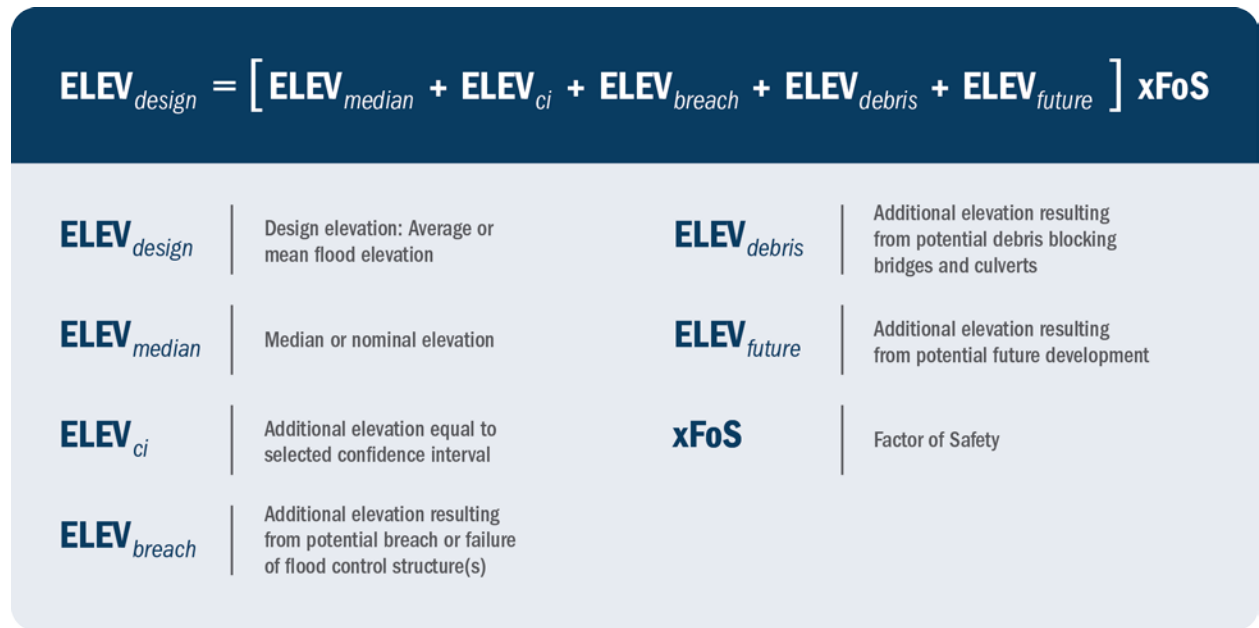 ELEVdesign = [ ELEVmedian + ELEVci + ELEVbreach + ELEVdebris + ELEVfuture ] xFoS
ELEVdesign
Design elevation: Average or
mean flood elevation
ELEVmedian
Median or nominal elevation
ELEVci
Additional elevation equal to
selected confidence interval
ELEVbreach
Additional elevation resulting
from potential breach or failure
of flood control structure(s)
ELEVdebris
Additional elevation resulting
from potential debris blocking
bridges and culverts
ELEVfuture
Additional elevation resulting
from potential future development
xFoS
Factor of Safety